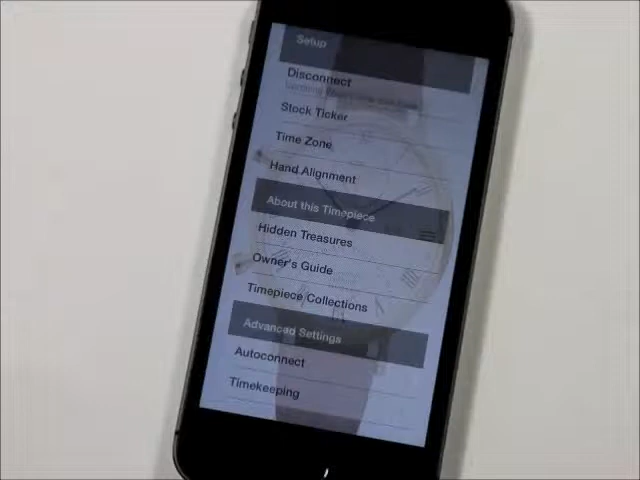 Setup
Disconnect
Stock Ticker
Time Zone
Hand Alignment
About this Timepiece
Hidden Treasures
Owner's Guide
Timepiece Collections
Advanced Settings
Autoconnect
Timekeeping